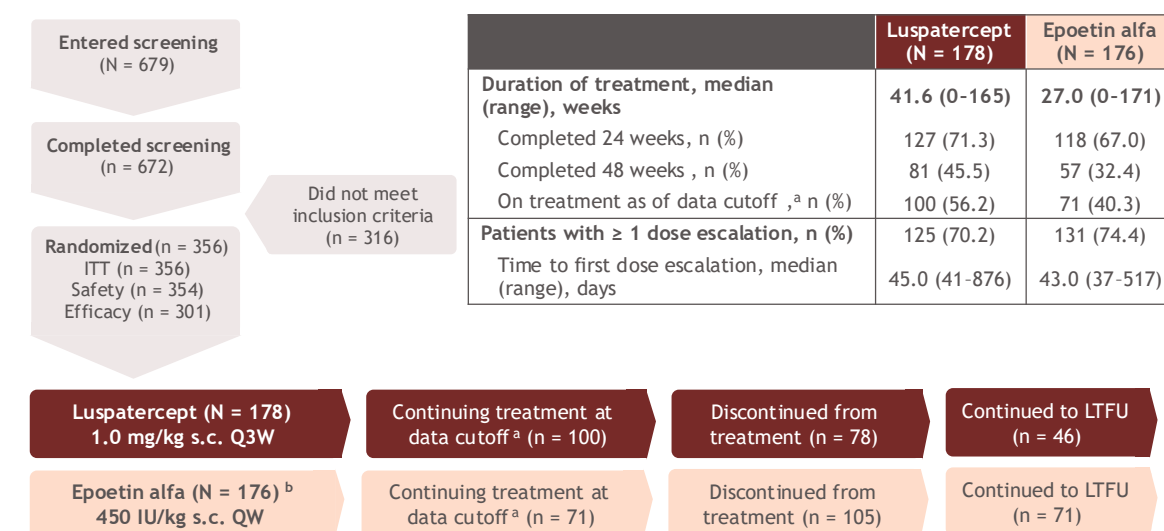 Entered screening
(N = 679)
Completed screening
(n = 672)
Did not meet
inclusion criteria
(n = 316)
Randomized (n = 356)
ITT (n = 356)
Safety (n = 354)
Efficacy (n = 301)
Luspatercept
(N = 178)
Epoetin alfa
(N = 176)
Duration of treatment, median
(range), weeks
41.6 (0-165)
27.0 (0-171)
Completed 24 weeks, n (%)
127 (71.3)
118 (67.0)
Completed 48 weeks , n (%)
81 (45.5)
57 (32.4)
On treatment as of data cutoff ,ᵃ n (%)
100 (56.2)
71 (40.3)
Patients with ≥ 1 dose escalation, n (%)
125 (70.2)
131 (74.4)
Time to first dose escalation, median
(range), days
45.0 (41-876)
43.0 (37-517)
Luspatercept (N = 178)
1.0 mg/kg s.c. Q3W
Continuing treatment at
data cutoff ᵃ (n = 100)
Discontinued from
treatment (n = 78)
Continued to LTFU
(n = 46)
Epoetin alfa (N = 176) ᵇ
450 IU/kg s.c. QW
Continuing treatment at
data cutoff ᵃ (n = 71)
Discontinued from
treatment (n = 105)
Continued to LTFU
(n = 71)